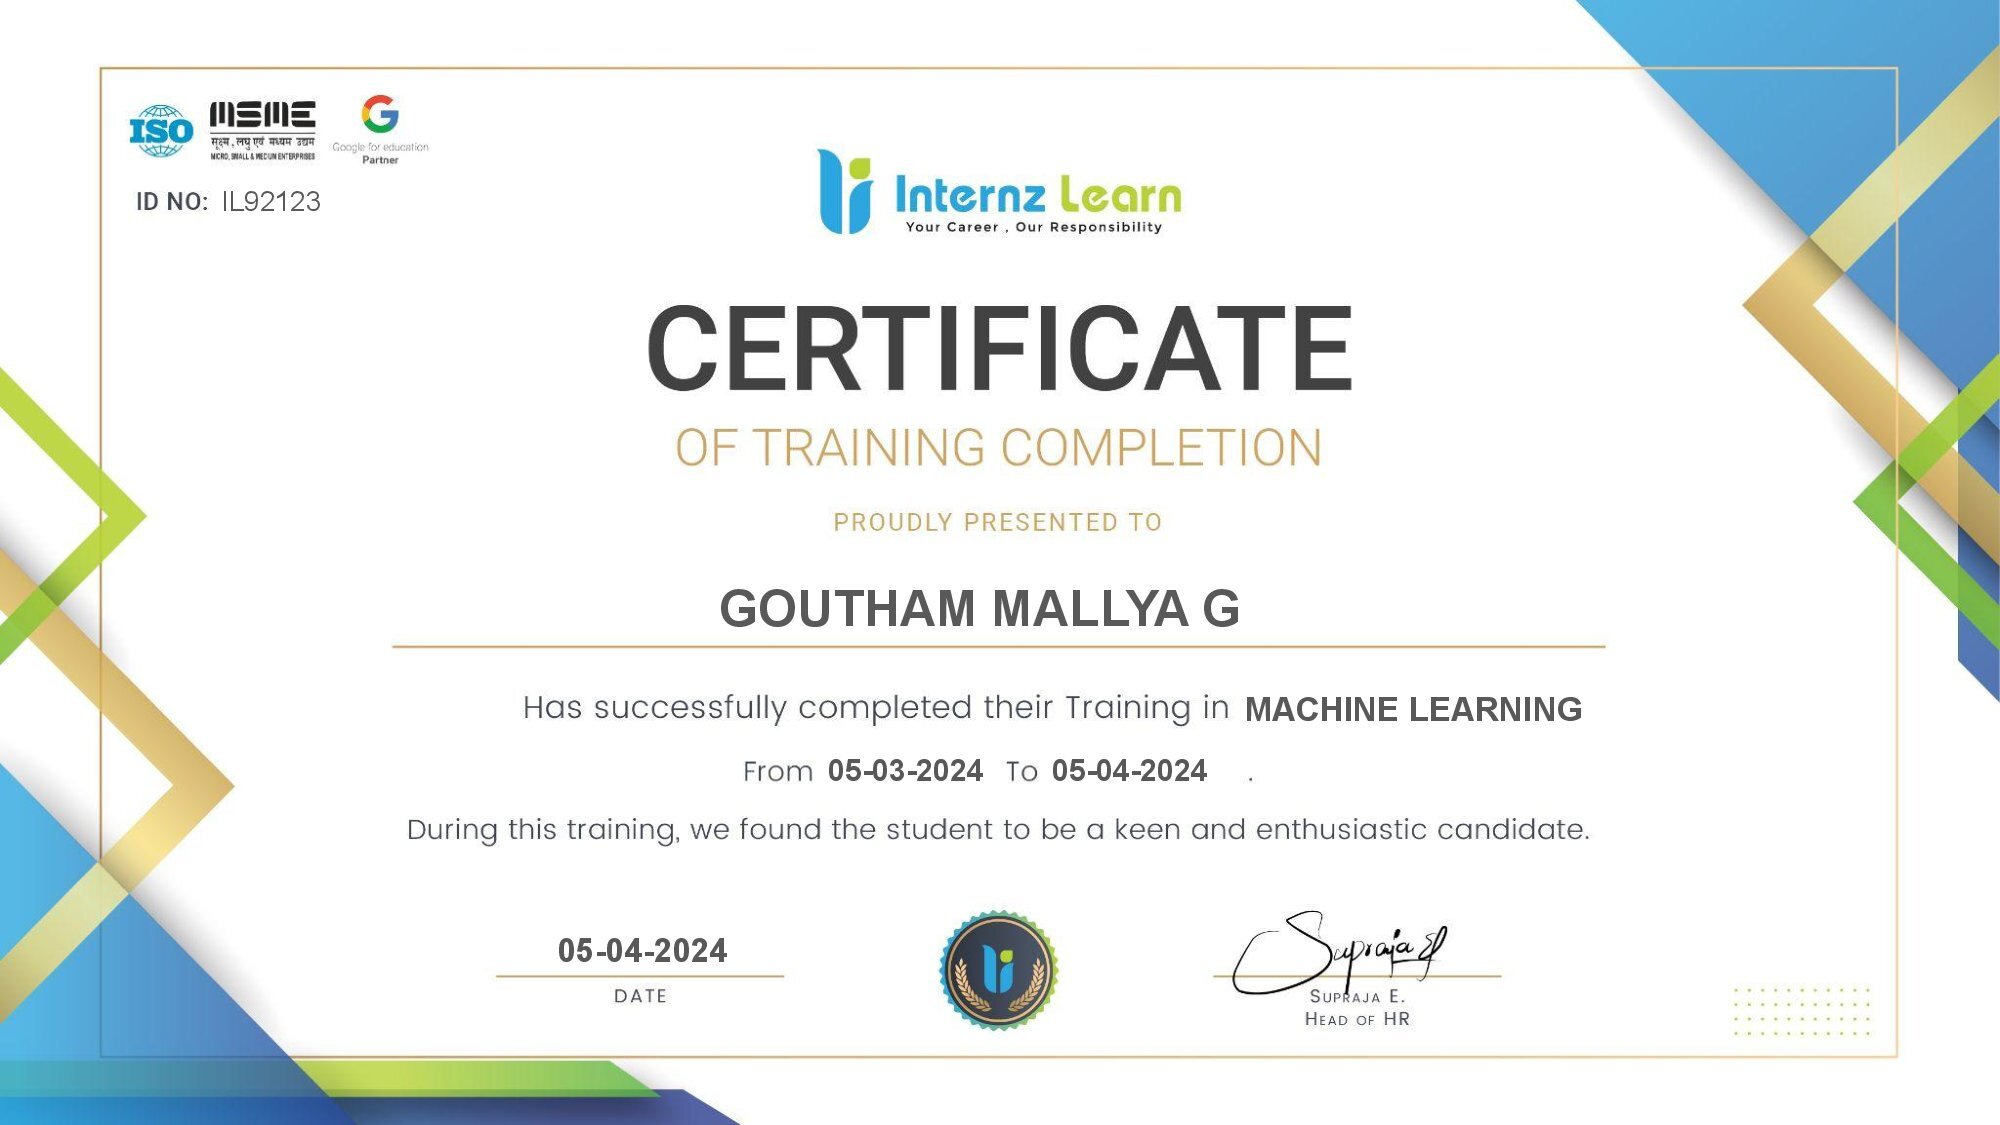 ISO
MSME
सूक्ष्म, लघु एवं मध्यम उद्यम
MICRO, SMALL & MEDIUM ENTERPRISES
G
Google for education
Partner
ID NO: IL92123
Internz Learn
Your Career , Our Responsibility
CERTIFICATE
OF TRAINING COMPLETION
PROUDLY PRESENTED TO
GOUTHAM MALLYA G
Has successfully completed their Training in MACHINE LEARNING
From 05-03-2024 To 05-04-2024 .
During this training, we found the student to be a keen and enthusiastic candidate.
05-04-2024
DATE
Supraja E
SUPRAJA E.
HEAD OF HR